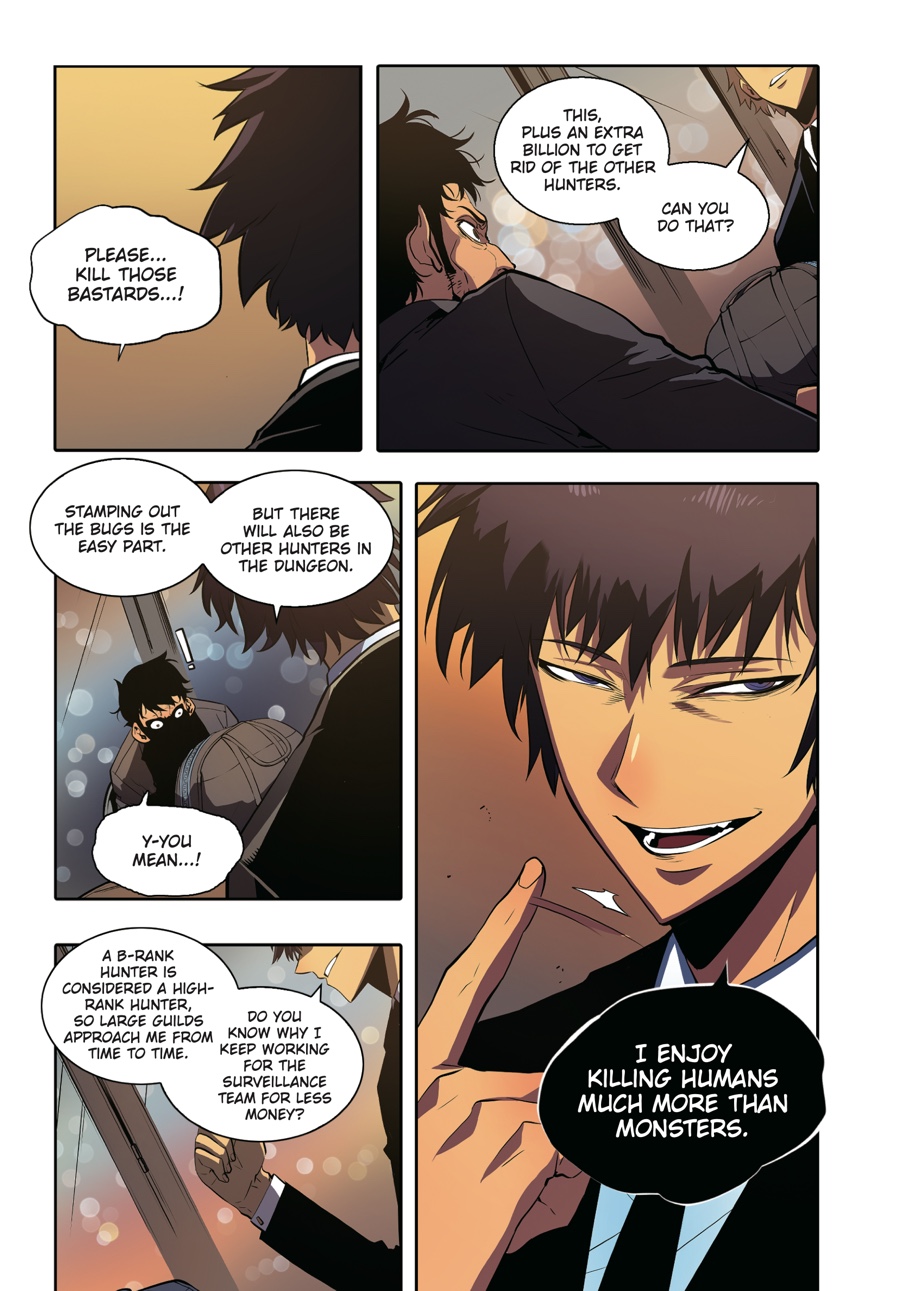 PLEASE...
KILL THOSE
BASTARDS...!
THIS,
PLUS AN EXTRA
BILLION TO GET
RID OF THE OTHER
HUNTERS.
CAN YOU
DO THAT?
STAMPING OUT
THE BUGS IS THE
EASY PART.
BUT THERE
WILL ALSO BE
OTHER HUNTERS IN
THE DUNGEON.
!
Y-YOU
MEAN...!
A B-RANK
HUNTER IS
CONSIDERED A HIGH-
RANK HUNTER,
SO LARGE GUILDS
APPROACH ME FROM
TIME TO TIME.
DO YOU
KNOW WHY I
KEEP WORKING
FOR THE
SURVEILLANCE
TEAM FOR LESS
MONEY?
I ENJOY
KILLING HUMANS
MUCH MORE THAN
MONSTERS.